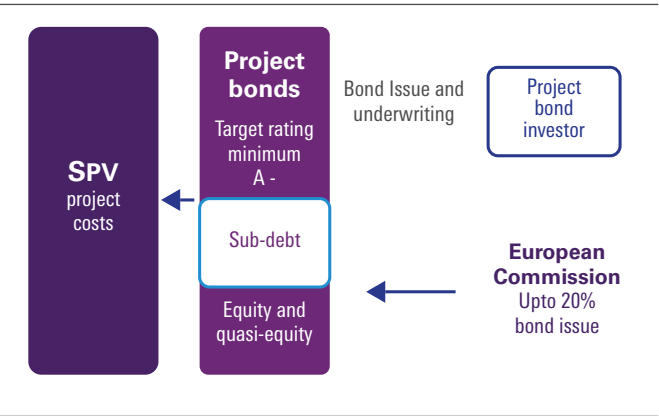 SPV
project
costs
Project
bonds
Target rating
minimum
A -
Sub-debt
Equity and
quasi-equity
Bond Issue and
underwriting
Project
bond
investor
European
Commission
Upto 20%
bond issue